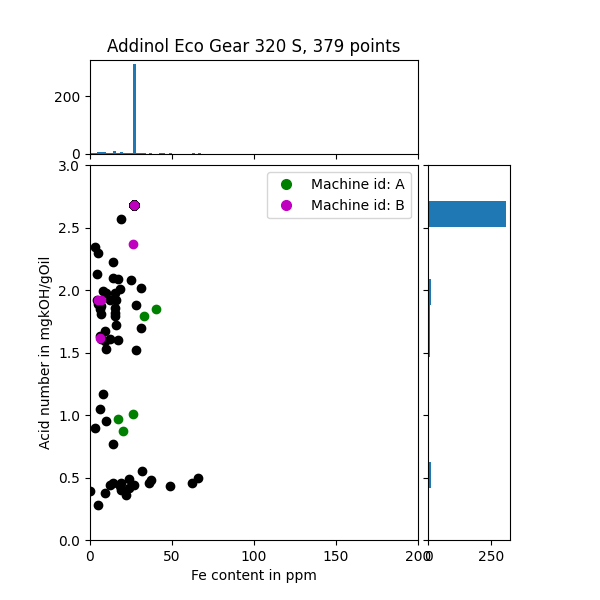 Addinol Eco Gear 320 S, 379 points
200
0
3.0
2.5
2.0
1.5
1.0
0.5
0.0
Acid number in mgkOH/gOil
Machine id: A
Machine id: B
0 50 100 150 200
0 250
Fe content in ppm